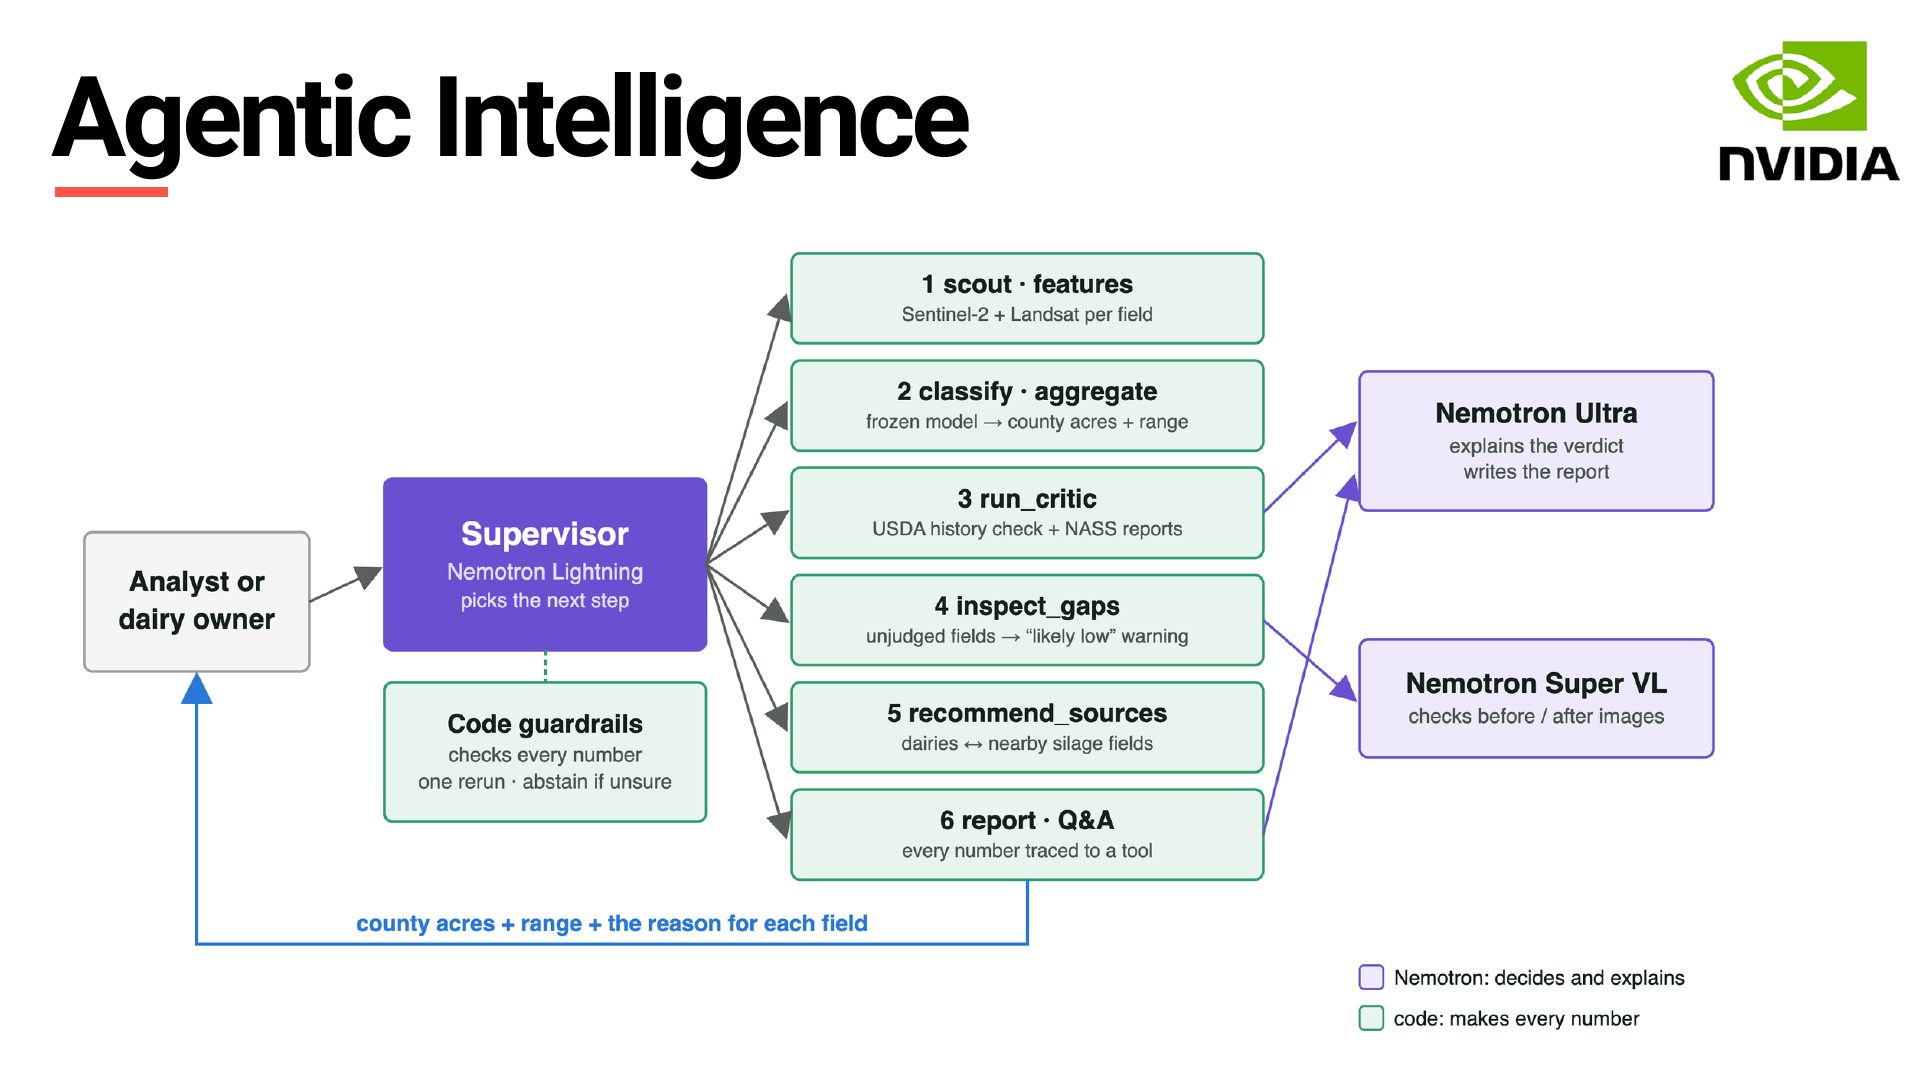 Agentic Intelligence
NVIDIA
Analyst or
dairy owner
Supervisor
Nemotron Lightning
picks the next step
Code guardrails
checks every number
one rerun · abstain if unsure
1 scout · features
Sentinel-2 + Landsat per field
2 classify · aggregate
frozen model → county acres + range
3 run_critic
USDA history check + NASS reports
4 inspect_gaps
unjudged fields → “likely low” warning
5 recommend_sources
dairies ↔ nearby silage fields
6 report · Q&A
every number traced to a tool
Nemotron Ultra
explains the verdict
writes the report
Nemotron Super VL
checks before / after images
county acres + range + the reason for each field
Nemotron: decides and explains
code: makes every number